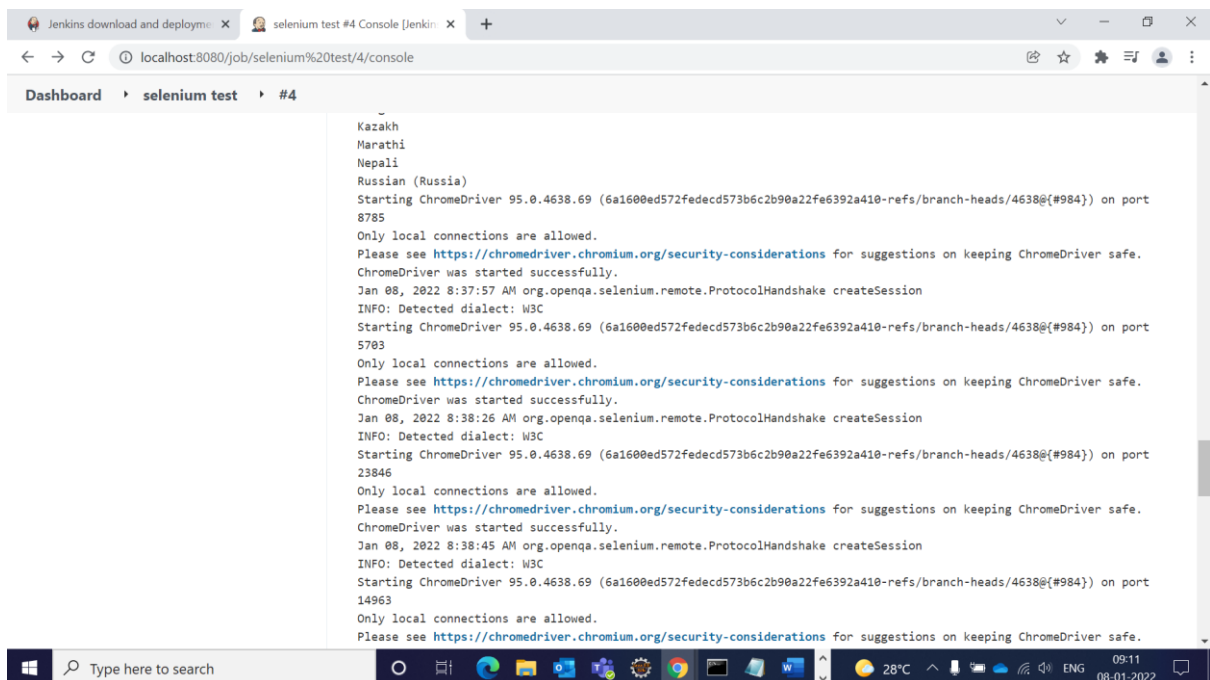 Jenkins download and deployme
selenium test #4 Console [Jenkin
localhost:8080/job/selenium%20test/4/console
Dashboard selenium test #4
Kazakh
Marathi
Nepali
Russian (Russia)
Starting ChromeDriver 95.0.4638.69 (6a1600ed572fedecd573b6c2b90a22fe6392a410-refs/branch-heads/4638@{#984}) on port
8785
Only local connections are allowed.
Please see https://chromedriver.chromium.org/security-considerations for suggestions on keeping ChromeDriver safe.
ChromeDriver was started successfully.
Jan 08, 2022 8:37:57 AM org.openqa.selenium.remote.ProtocolHandshake createSession
INFO: Detected dialect: W3C
Starting ChromeDriver 95.0.4638.69 (6a1600ed572fedecd573b6c2b90a22fe6392a410-refs/branch-heads/4638@{#984}) on port
5703
Only local connections are allowed.
Please see https://chromedriver.chromium.org/security-considerations for suggestions on keeping ChromeDriver safe.
ChromeDriver was started successfully.
Jan 08, 2022 8:38:26 AM org.openqa.selenium.remote.ProtocolHandshake createSession
INFO: Detected dialect: W3C
Starting ChromeDriver 95.0.4638.69 (6a1600ed572fedecd573b6c2b90a22fe6392a410-refs/branch-heads/4638@{#984}) on port
23846
Only local connections are allowed.
Please see https://chromedriver.chromium.org/security-considerations for suggestions on keeping ChromeDriver safe.
ChromeDriver was started successfully.
Jan 08, 2022 8:38:45 AM org.openqa.selenium.remote.ProtocolHandshake createSession
INFO: Detected dialect: W3C
Starting ChromeDriver 95.0.4638.69 (6a1600ed572fedecd573b6c2b90a22fe6392a410-refs/branch-heads/4638@{#984}) on port
14963
Only local connections are allowed.
Please see https://chromedriver.chromium.org/security-considerations for suggestions on keeping ChromeDriver safe.
Type here to search
28°C
ENG
09:11
08-01-2022